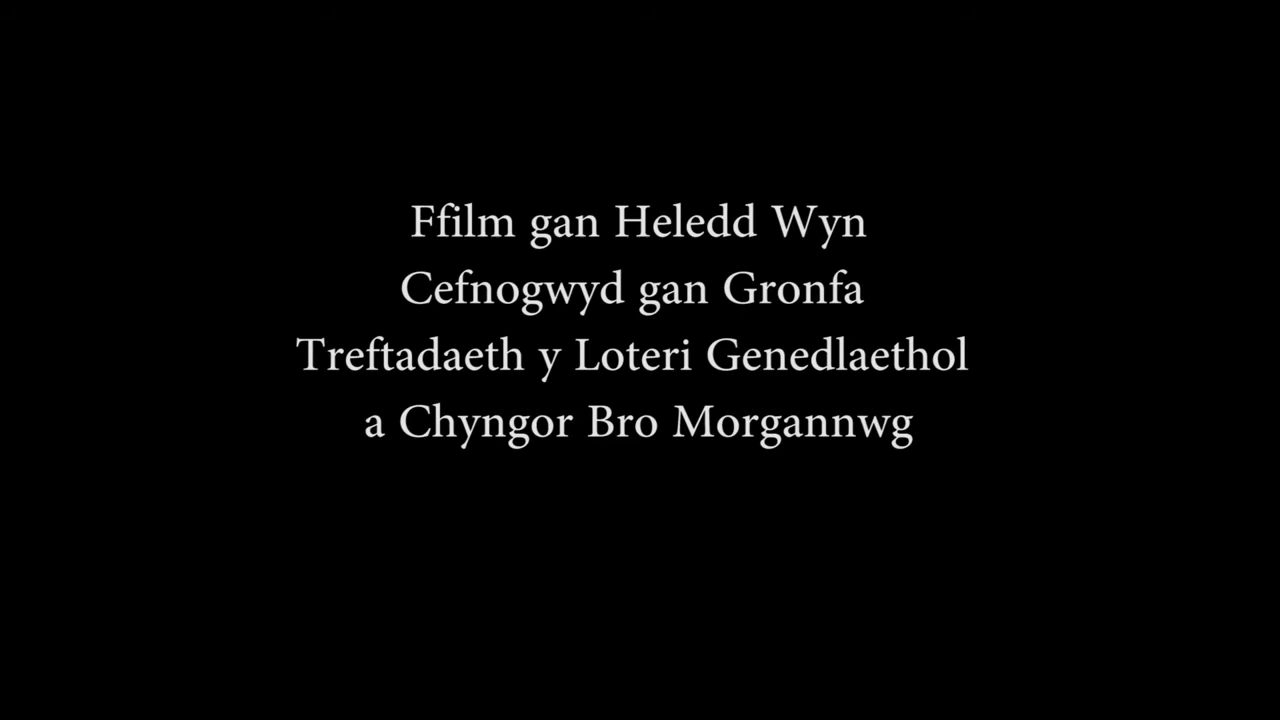 Ffilm gan Heledd Wyn
Cefnogwyd gan Gronfa
Treftadaeth y Loteri Genedlaethol
a Chyngor Bro Morgannwg